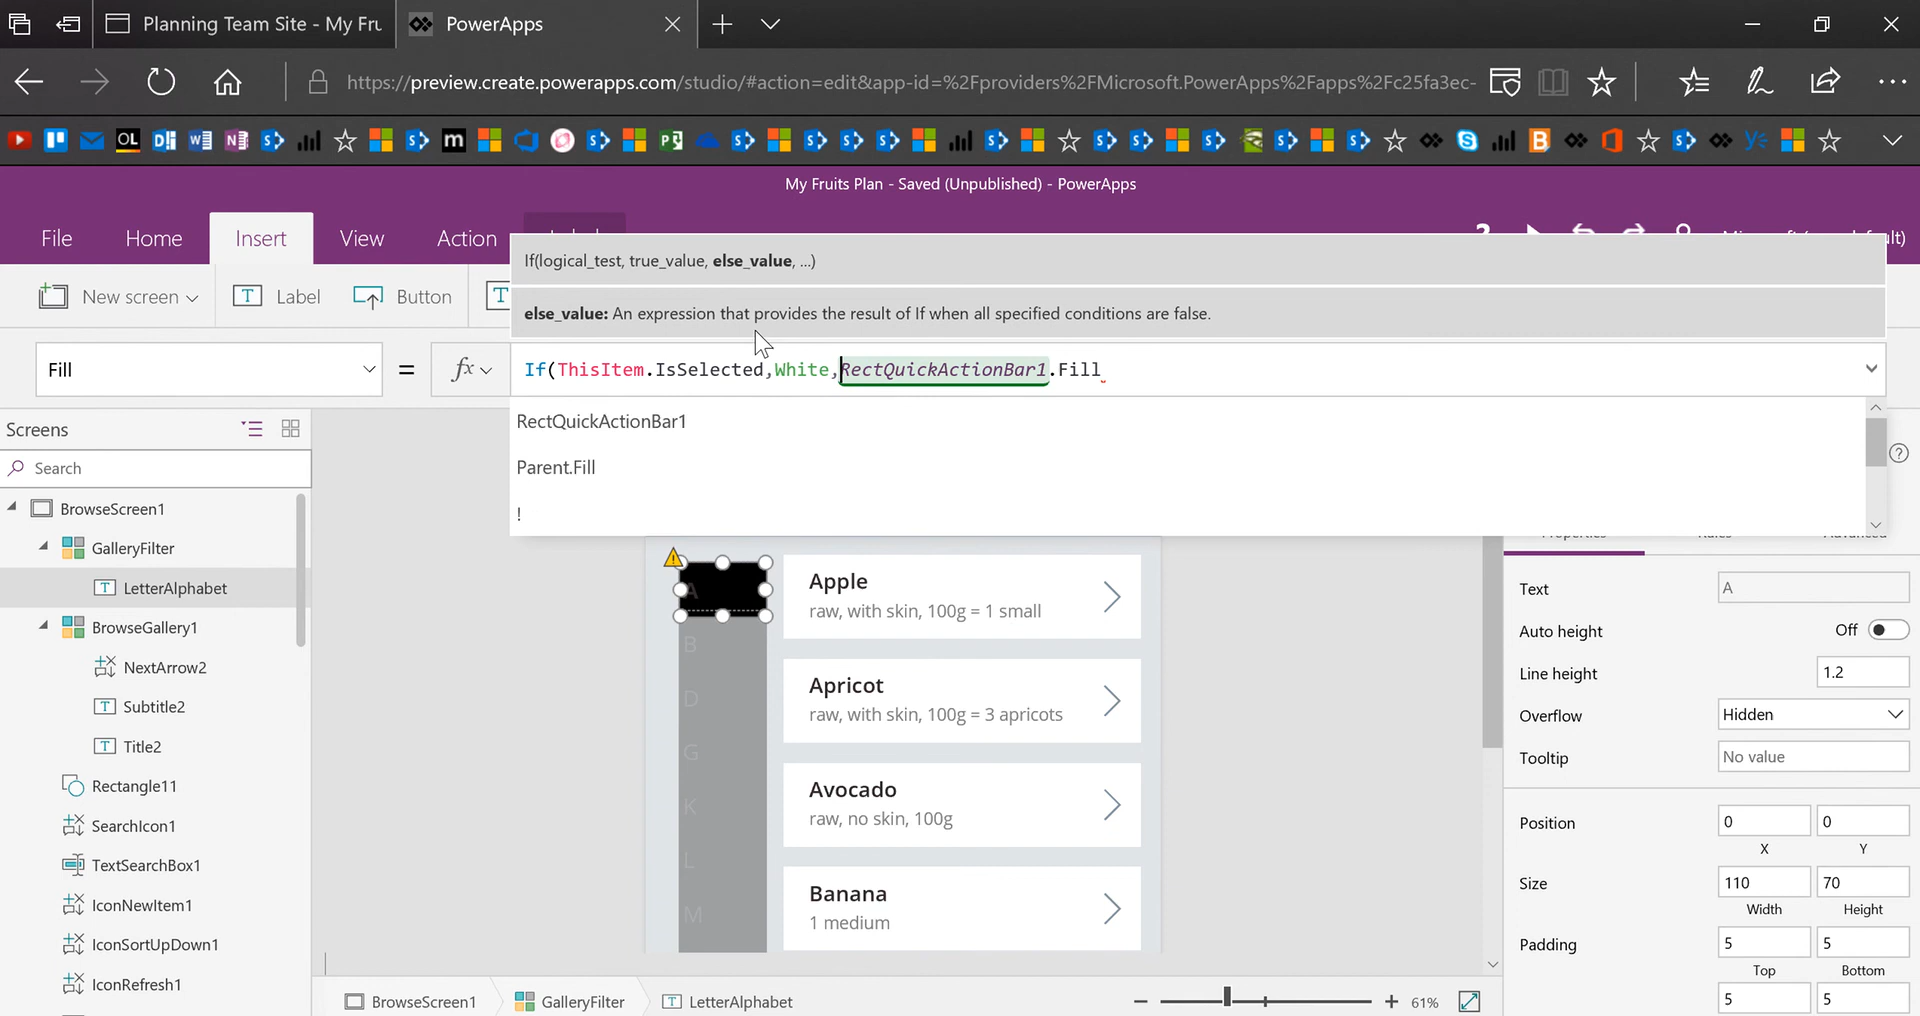 Planning Team Site - My Fru
PowerApps
https://preview.create.powerapps.com/studio/#action=edit&app-id=%2Fproviders%2FMicrosoft.PowerApps%2Fapps%2Fc25fa3ec-
My Fruits Plan - Saved (Unpublished) - PowerApps
File
Home
Insert
View
Action
If(logical_test, true_value, else_value, ...)
New screen
Label
Button
else_value: An expression that provides the result of If when all specified conditions are false.
Fill
=
fx
If(ThisItem.IsSelected,White,RectQuickActionBar1.Fill
RectQuickActionBar1
Parent.Fill
!
Screens
Search
BrowseScreen1
GalleryFilter
LetterAlphabet
BrowseGallery1
NextArrow2
Subtitle2
Title2
Rectangle11
SearchIcon1
TextSearchBox1
IconNewItem1
IconSortUpDown1
IconRefresh1
A
B
D
G
K
L
M
Apple
raw, with skin, 100g = 1 small
Apricot
raw, with skin, 100g = 3 apricots
Avocado
raw, no skin, 100g
Banana
1 medium
Text
A
Auto height
Off
Line height
1.2
Overflow
Hidden
Tooltip
No value
Position
0
0
X
Y
Size
110
70
Width
Height
Padding
5
5
Top
Bottom
5
5
BrowseScreen1
GalleryFilter
LetterAlphabet
61%